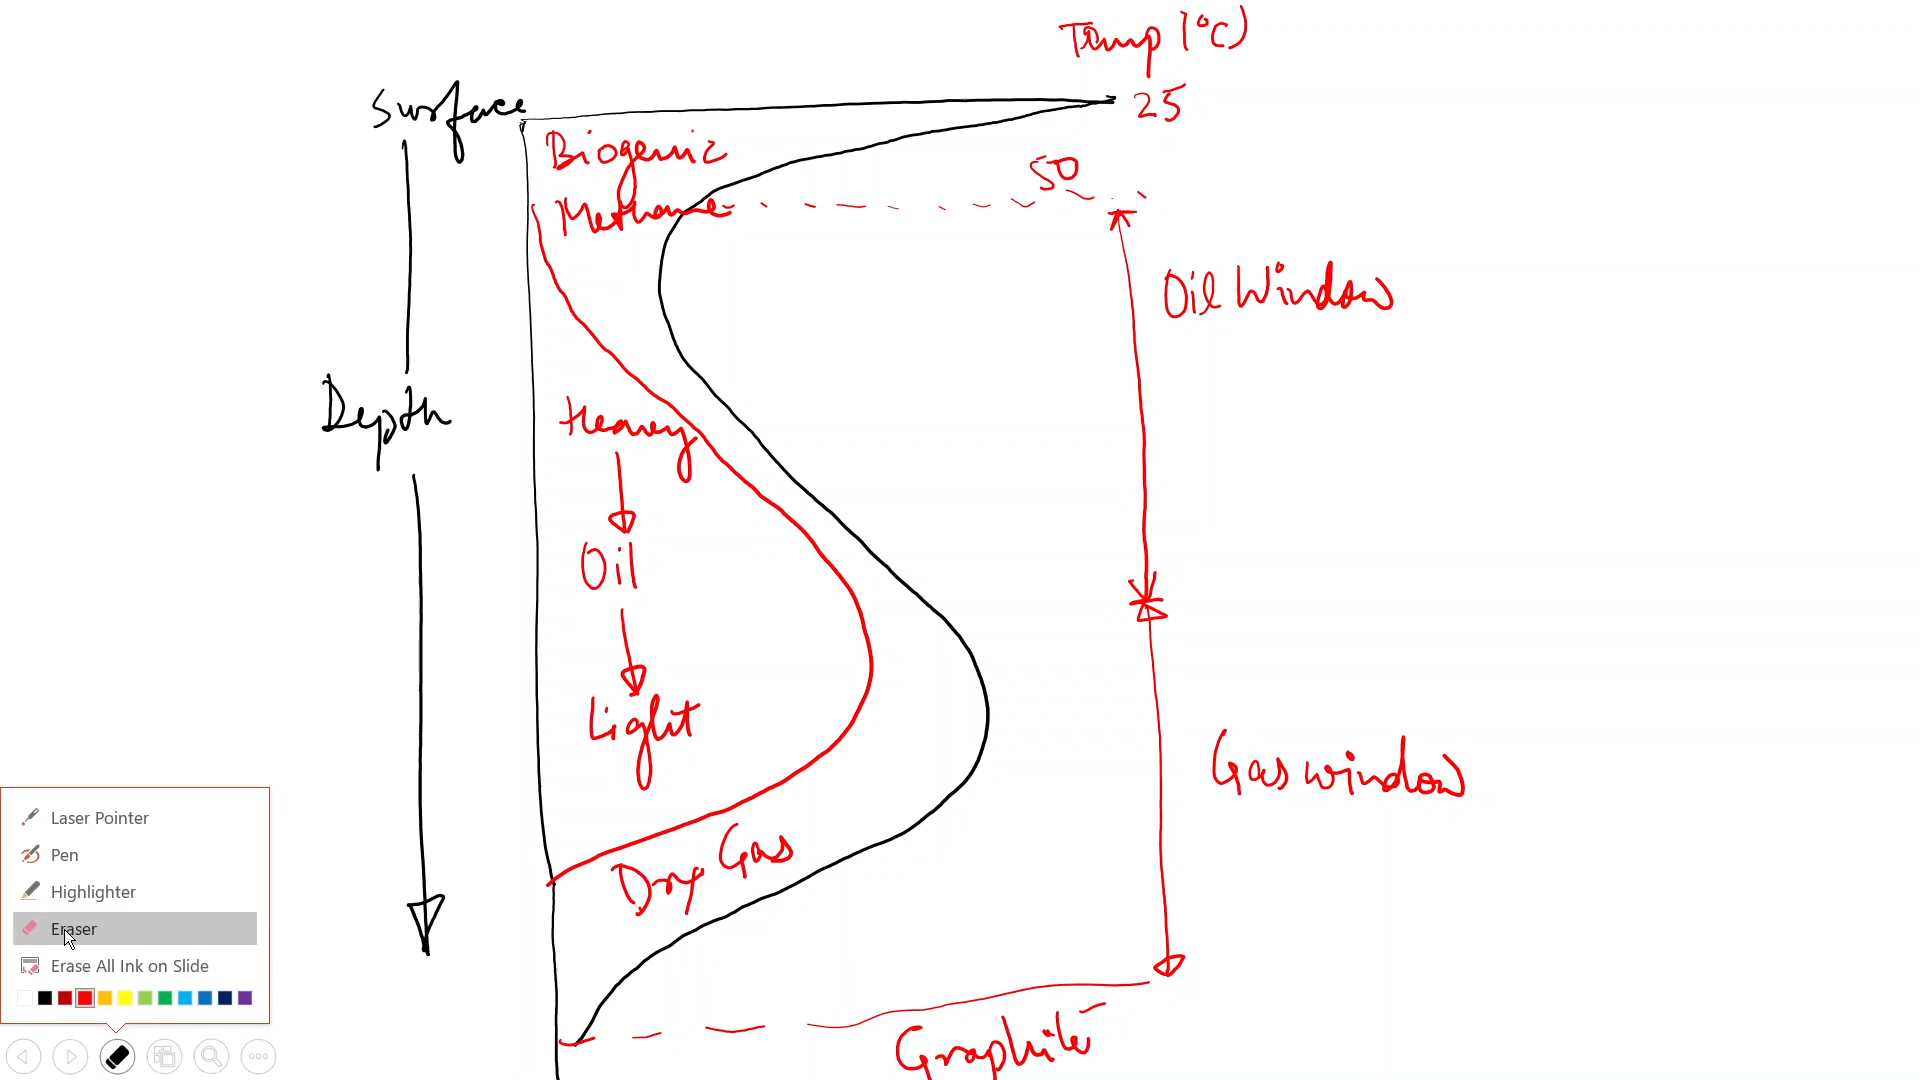 Temp (°C)
Surface
25
Biogenic
50
Methane
Oil Window
Depth
Heavy
Oil
Light
Gas window
Dry Gas
Graphite
Laser Pointer
Pen
Highlighter
Eraser
Erase All Ink on Slide